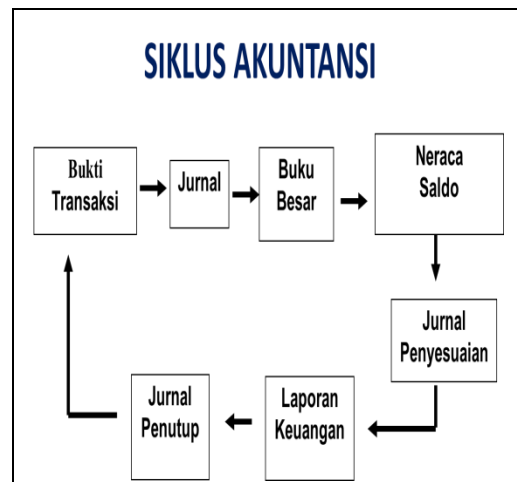 SIKLUS AKUNTANSI
Bukti
Transaksi
Jurnal
Buku
Besar
Neraca
Saldo
Jurnal
Penyesuaian
Laporan
Keuangan
Jurnal
Penutup